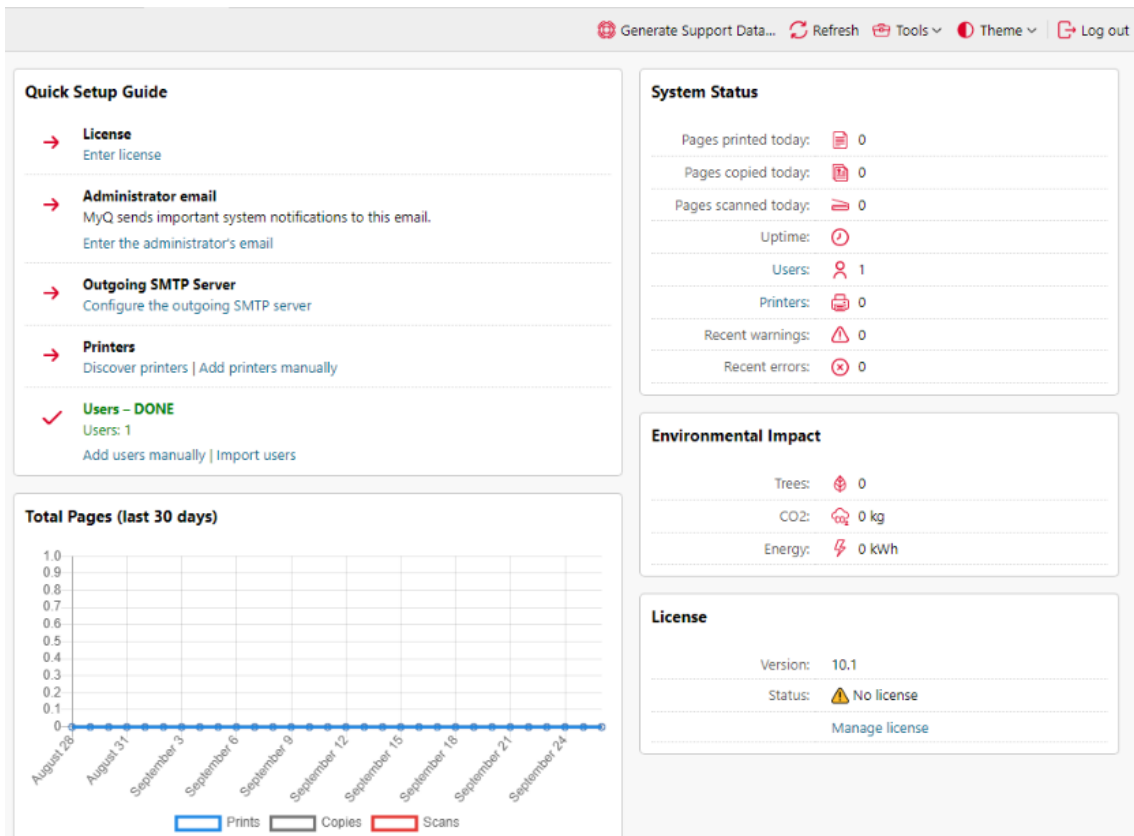 Generate Support Data... Refresh Tools Theme Log out
Quick Setup Guide
License
Enter license
Administrator email
MyQ sends important system notifications to this email.
Enter the administrator's email
Outgoing SMTP Server
Configure the outgoing SMTP server
Printers
Discover printers | Add printers manually
Users – DONE
Users: 1
Add users manually | Import users
Total Pages (last 30 days)
1.0
0.9
0.8
0.7
0.6
0.5
0.4
0.3
0.2
0.1
0
August 28
August 31
September 3
September 6
September 9
September 12
September 15
September 18
September 21
September 24
Prints Copies Scans
System Status
Pages printed today: 0
Pages copied today: 0
Pages scanned today: 0
Uptime:
Users: 1
Printers: 0
Recent warnings: 0
Recent errors: 0
Environmental Impact
Trees: 0
CO2: 0 kg
Energy: 0 kWh
License
Version: 10.1
Status: No license
Manage license